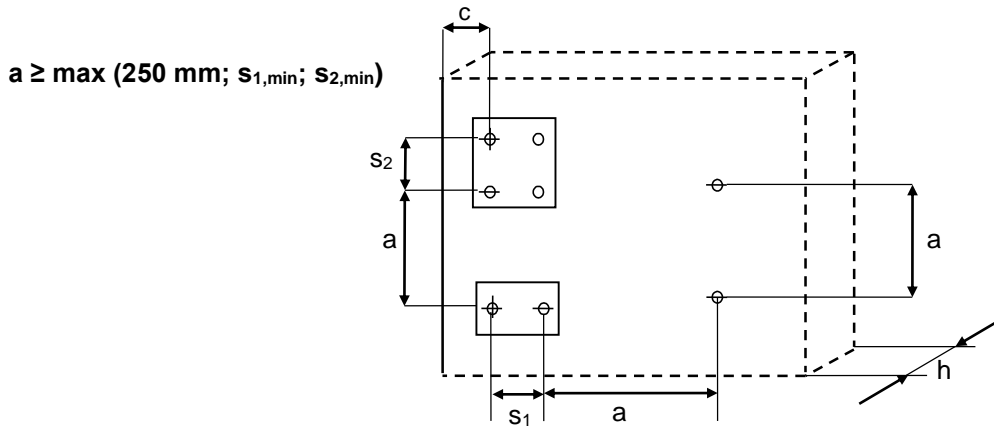 c
a ≥ max (250 mm; s1,min; s2,min)
s2
a
a
h
s1
a